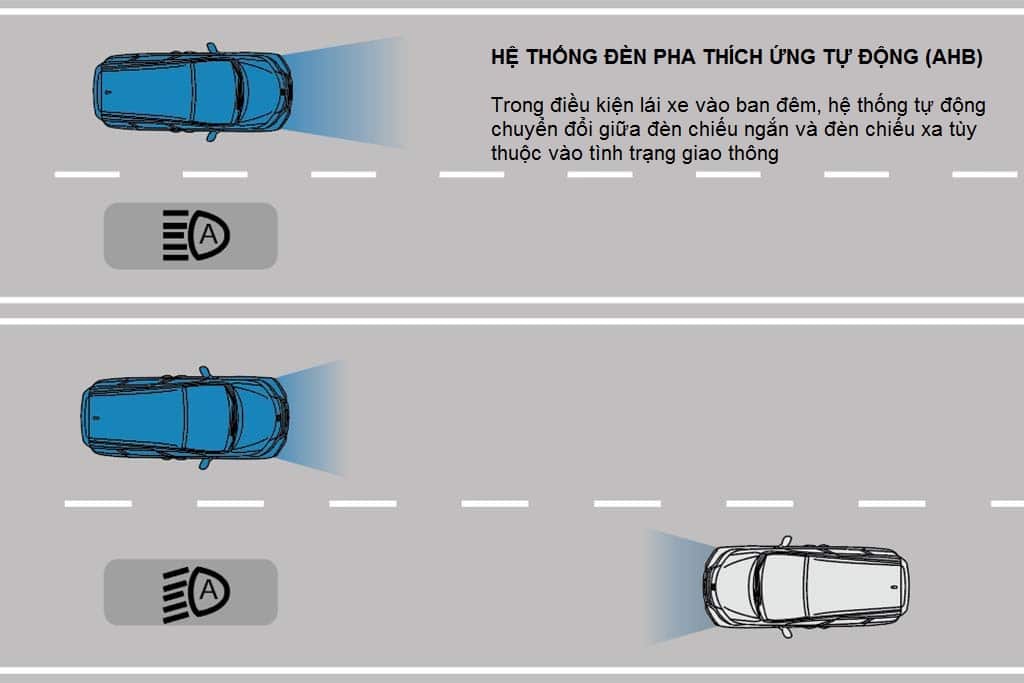 HỆ THỐNG ĐÈN PHA THÍCH ỨNG TỰ ĐỘNG (AHB)
Trong điều kiện lái xe vào ban đêm, hệ thống tự động
chuyển đổi giữa đèn chiếu ngắn và đèn chiếu xa tùy
thuộc vào tình trạng giao thông
A
A